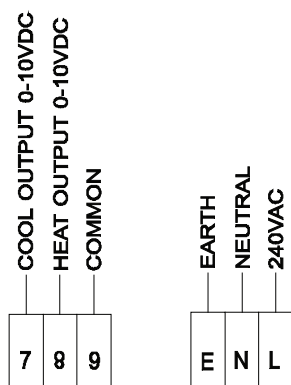 COOL OUTPUT 0-10VDC
HEAT OUTPUT 0-10VDC
COMMON
EARTH
NEUTRAL
240VAC
7 8 9
E N L